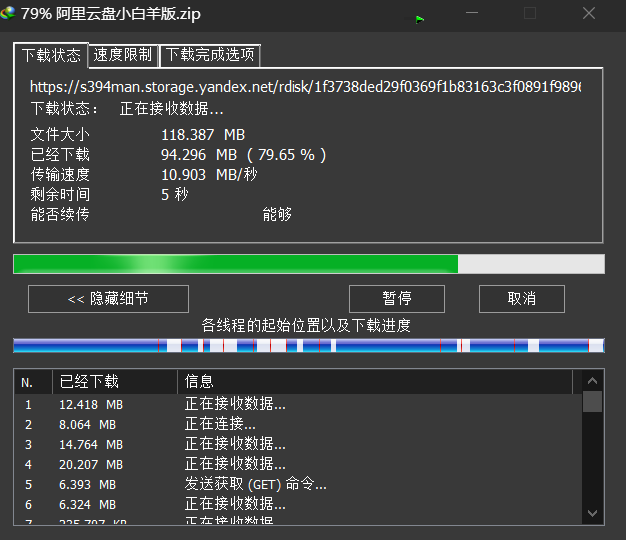 79% 阿里云盘小白羊版.zip
下载状态 速度限制 下载完成选项
https://s394man.storage.yandex.net/rdisk/1f3738ded29f0369f1b83163c3f0891f9896
下载状态： 正在接收数据...
文件大小 118.387 MB
已经下载 94.296 MB ( 79.65 % )
传输速度 10.903 MB/秒
剩余时间 5 秒
能否续传 能够
<< 隐藏细节 暂停 取消
各线程的起始位置以及下载进度
N. 已经下载 信息
1 12.418 MB 正在接收数据...
2 8.064 MB 正在连接...
3 14.764 MB 正在接收数据...
4 20.207 MB 正在接收数据...
5 6.393 MB 发送获取 (GET) 命令...
6 6.324 MB 正在接收数据...
7 225.797 KB 正在接收数据...